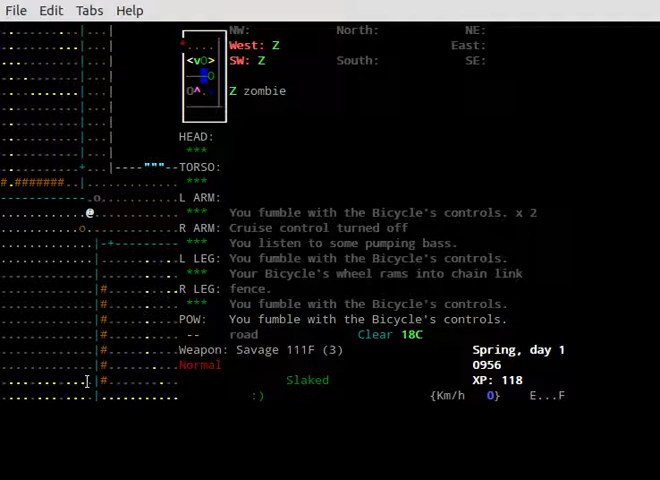 File Edit Tabs Help
NW: North: NE:
West: Z East:
SW: Z South: SE:
Z zombie
HEAD:
***
TORSO:
***
L ARM:
*** You fumble with the Bicycle's controls. x 2
R ARM: Cruise control turned off
*** You listen to some pumping bass.
L LEG: You fumble with the Bicycle's controls.
*** Your Bicycle's wheel rams into chain link
R LEG: fence.
*** You fumble with the Bicycle's controls.
POW: You fumble with the Bicycle's controls.
-- road Clear 18C
Weapon: Savage 111F (3) Spring, day 1
Normal 0956
Slaked XP: 118
:) {Km/h 0} E...F